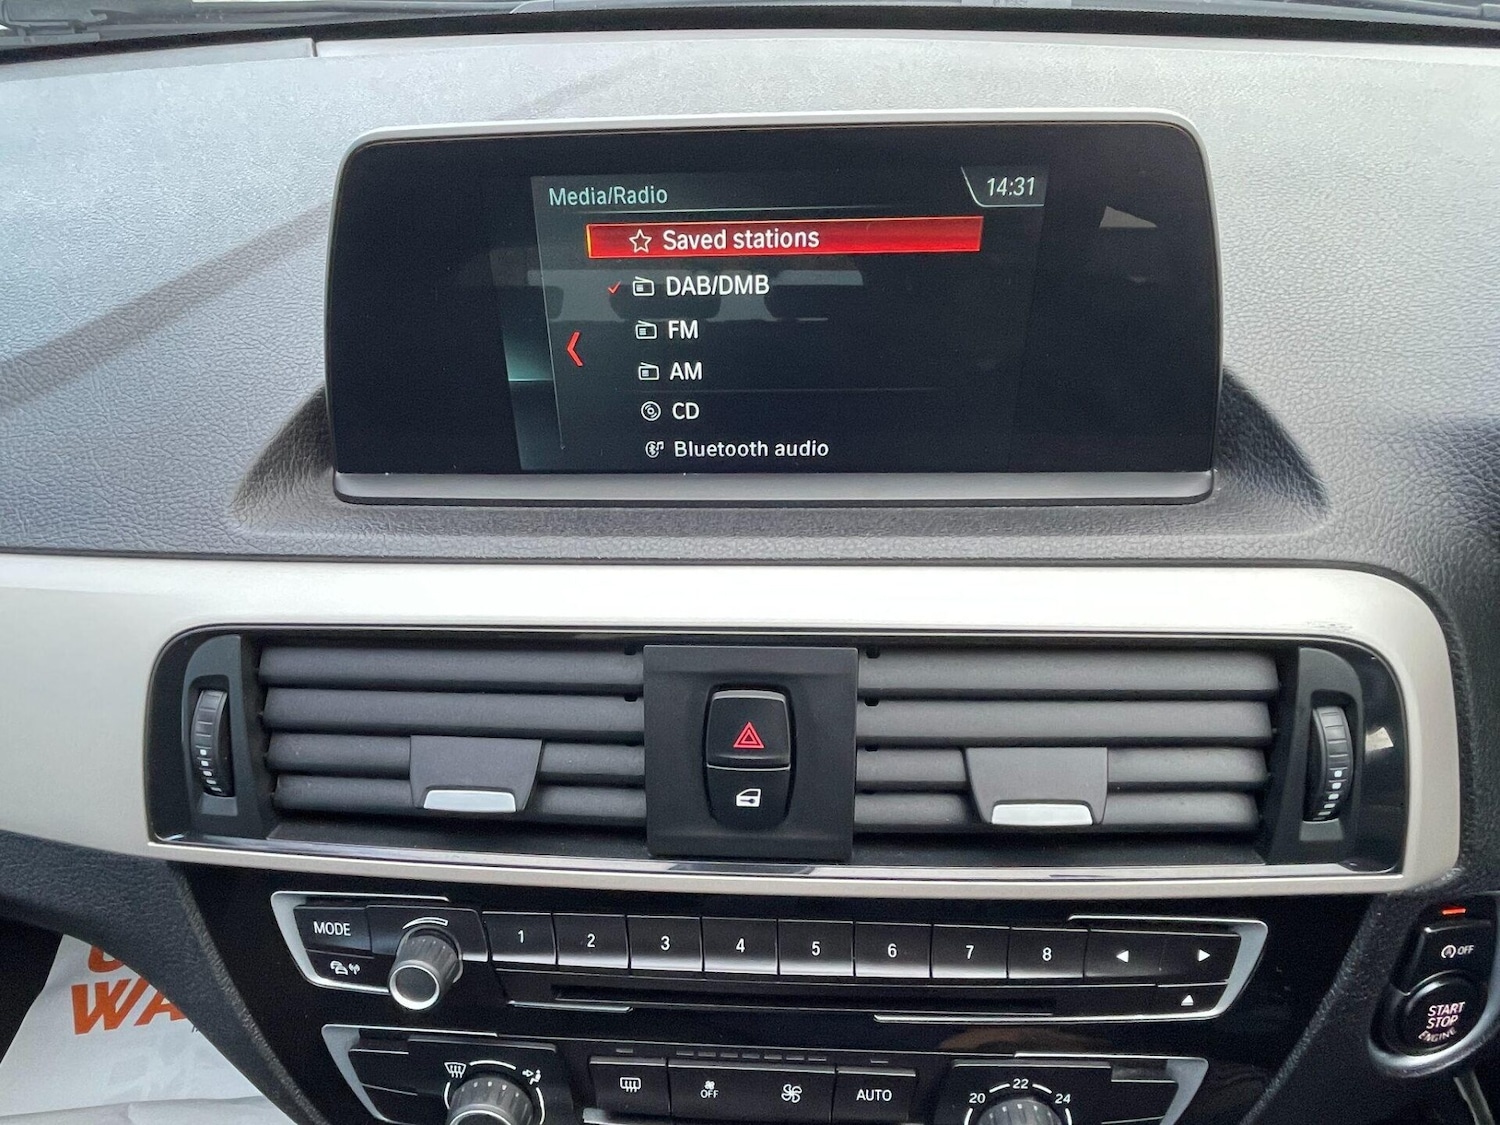 Media/Radio
14:31
Saved stations
DAB/DMB
FM
AM
CD
Bluetooth audio
MODE
1 2 3 4 5 6 7 8
OFF
START
STOP
ENGINE
WA
OFF
AUTO
20 22 24